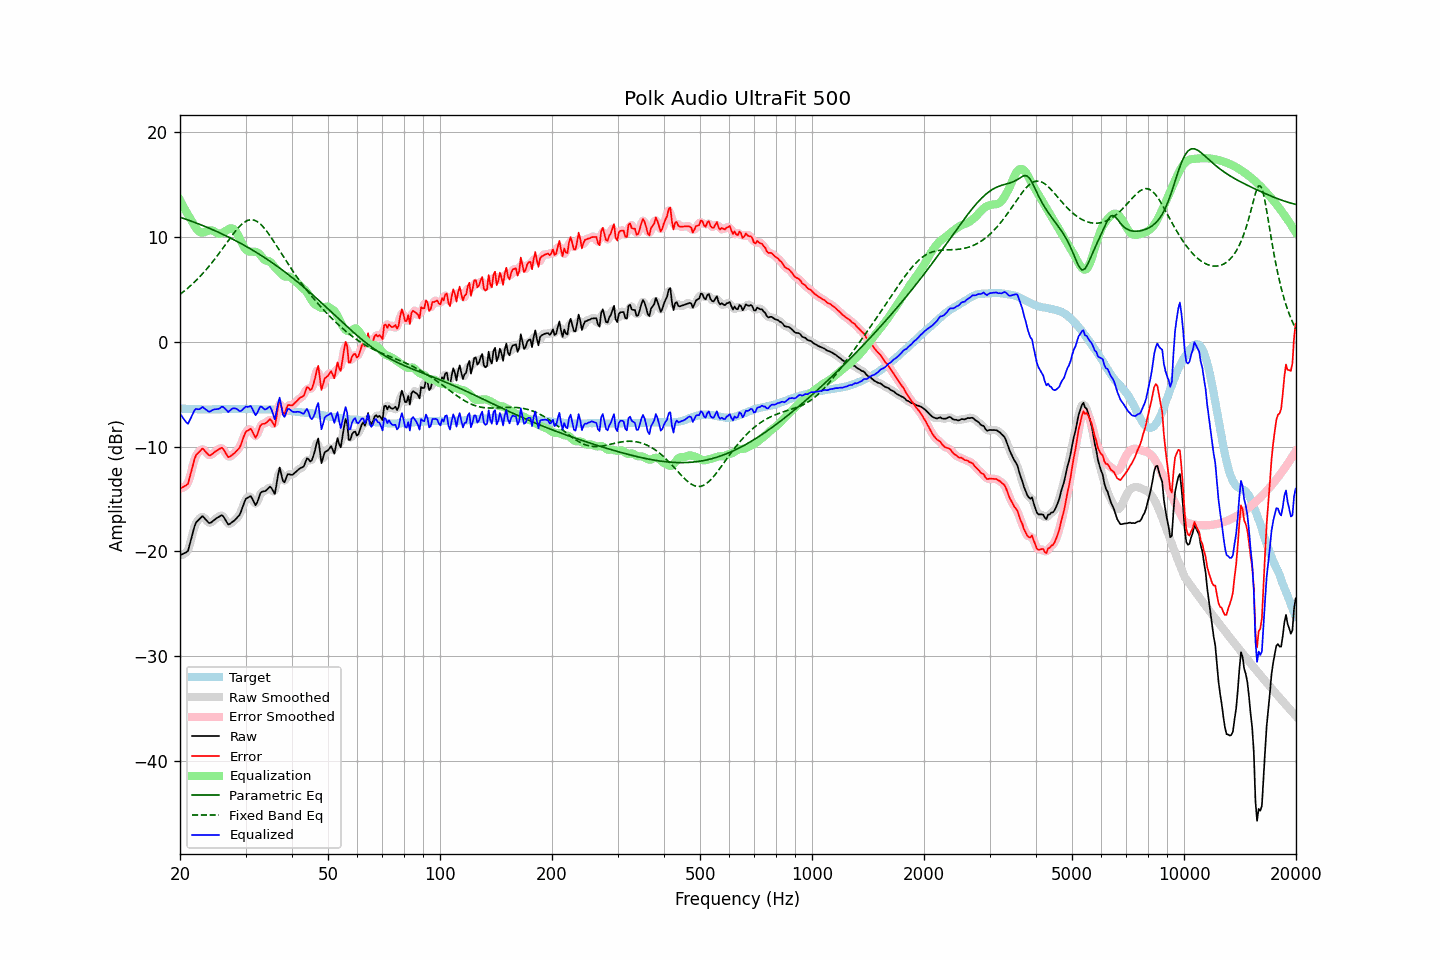 Polk Audio UltraFit 500
20
10
0
−10
−20
−30
−40
Amplitude (dBr)
Target
Raw Smoothed
Error Smoothed
Raw
Error
Equalization
Parametric Eq
Fixed Band Eq
Equalized
20 50 100 200 500 1000 2000 5000 10000 20000
Frequency (Hz)